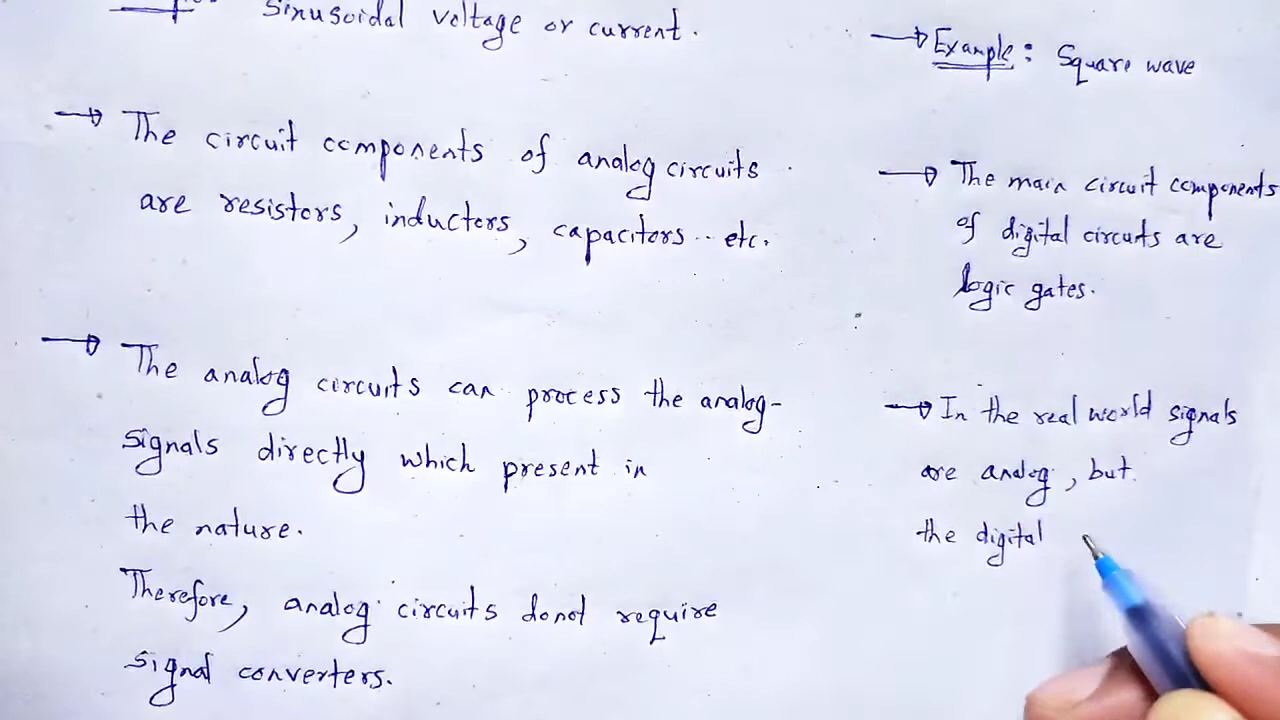 Sinusoidal voltage or current.
→ The circuit components of analog circuits
are resistors, inductors, capacitors... etc.
→ The analog circuits can process the analog-
signals directly which present in
the nature.
Therefore, analog circuits donot require
signal converters.
→ Example: Square wave
→ The main circuit components
of digital circuits are
logic gates.
→ In the real world signals
are analog, but
the digital